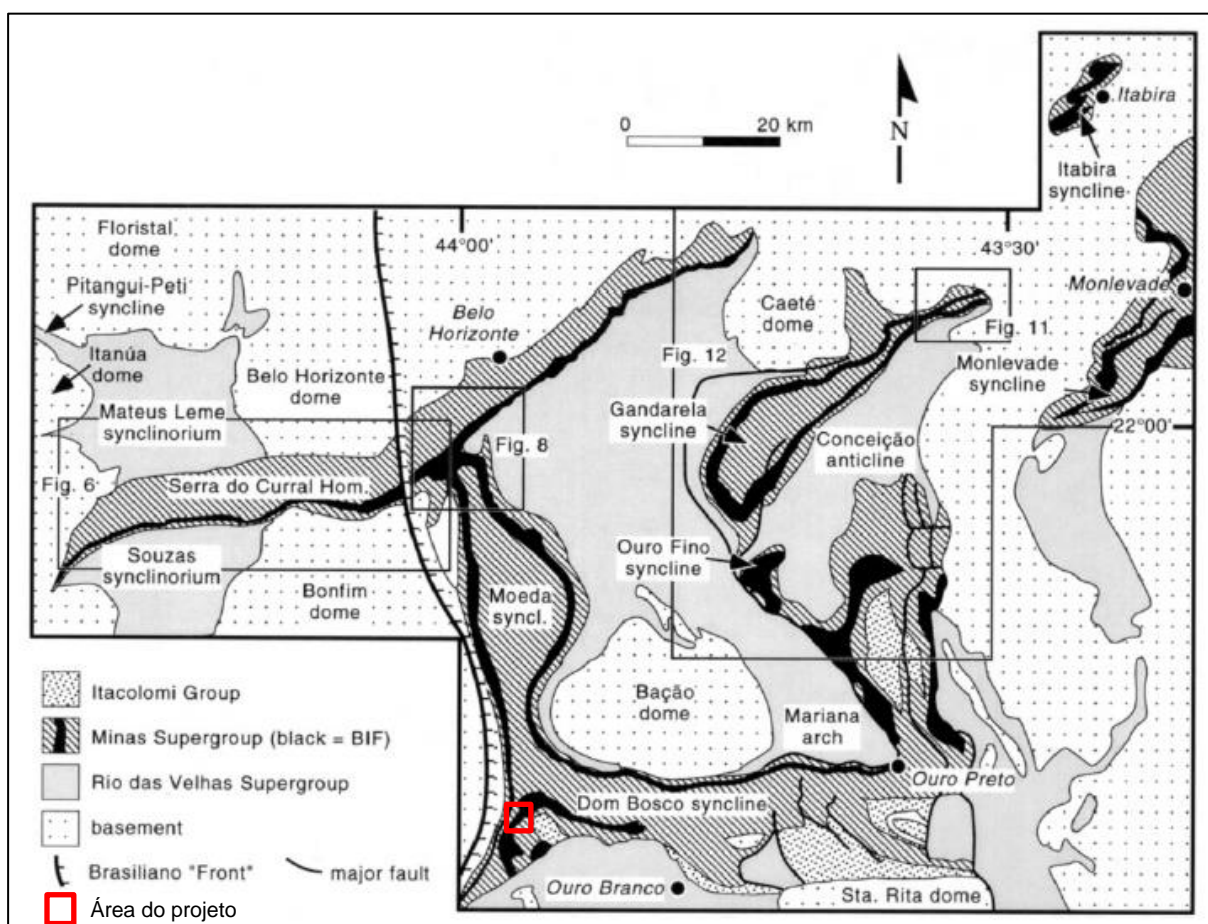 0 20 km
N
Itabira
Itabira
syncline
Floristal
dome
44°00'
43°30'
Pitangui-Peti
syncline
Monlevade
Belo
Horizonte
Caeté
dome
Fig. 11
Itanúa
dome
Fig. 12
Monlevade
syncline
Belo Horizonte
dome
Mateus Leme
synclinorium
Gandarela
syncline
22°00'
Conceição
anticline
Fig. 8
Fig. 6
Serra do Curral Hom.
Souzas
synclinorium
Ouro Fino
syncline
Bonfim
dome
Moeda
syncl.
Bação
dome
Mariana
arch
Itacolomi Group
Minas Supergroup (black = BIF)
Rio das Velhas Supergroup
Ouro Preto
Dom Bosco syncline
basement
Brasiliano "Front"
major fault
Ouro Branco
Sta. Rita dome
Área do projeto